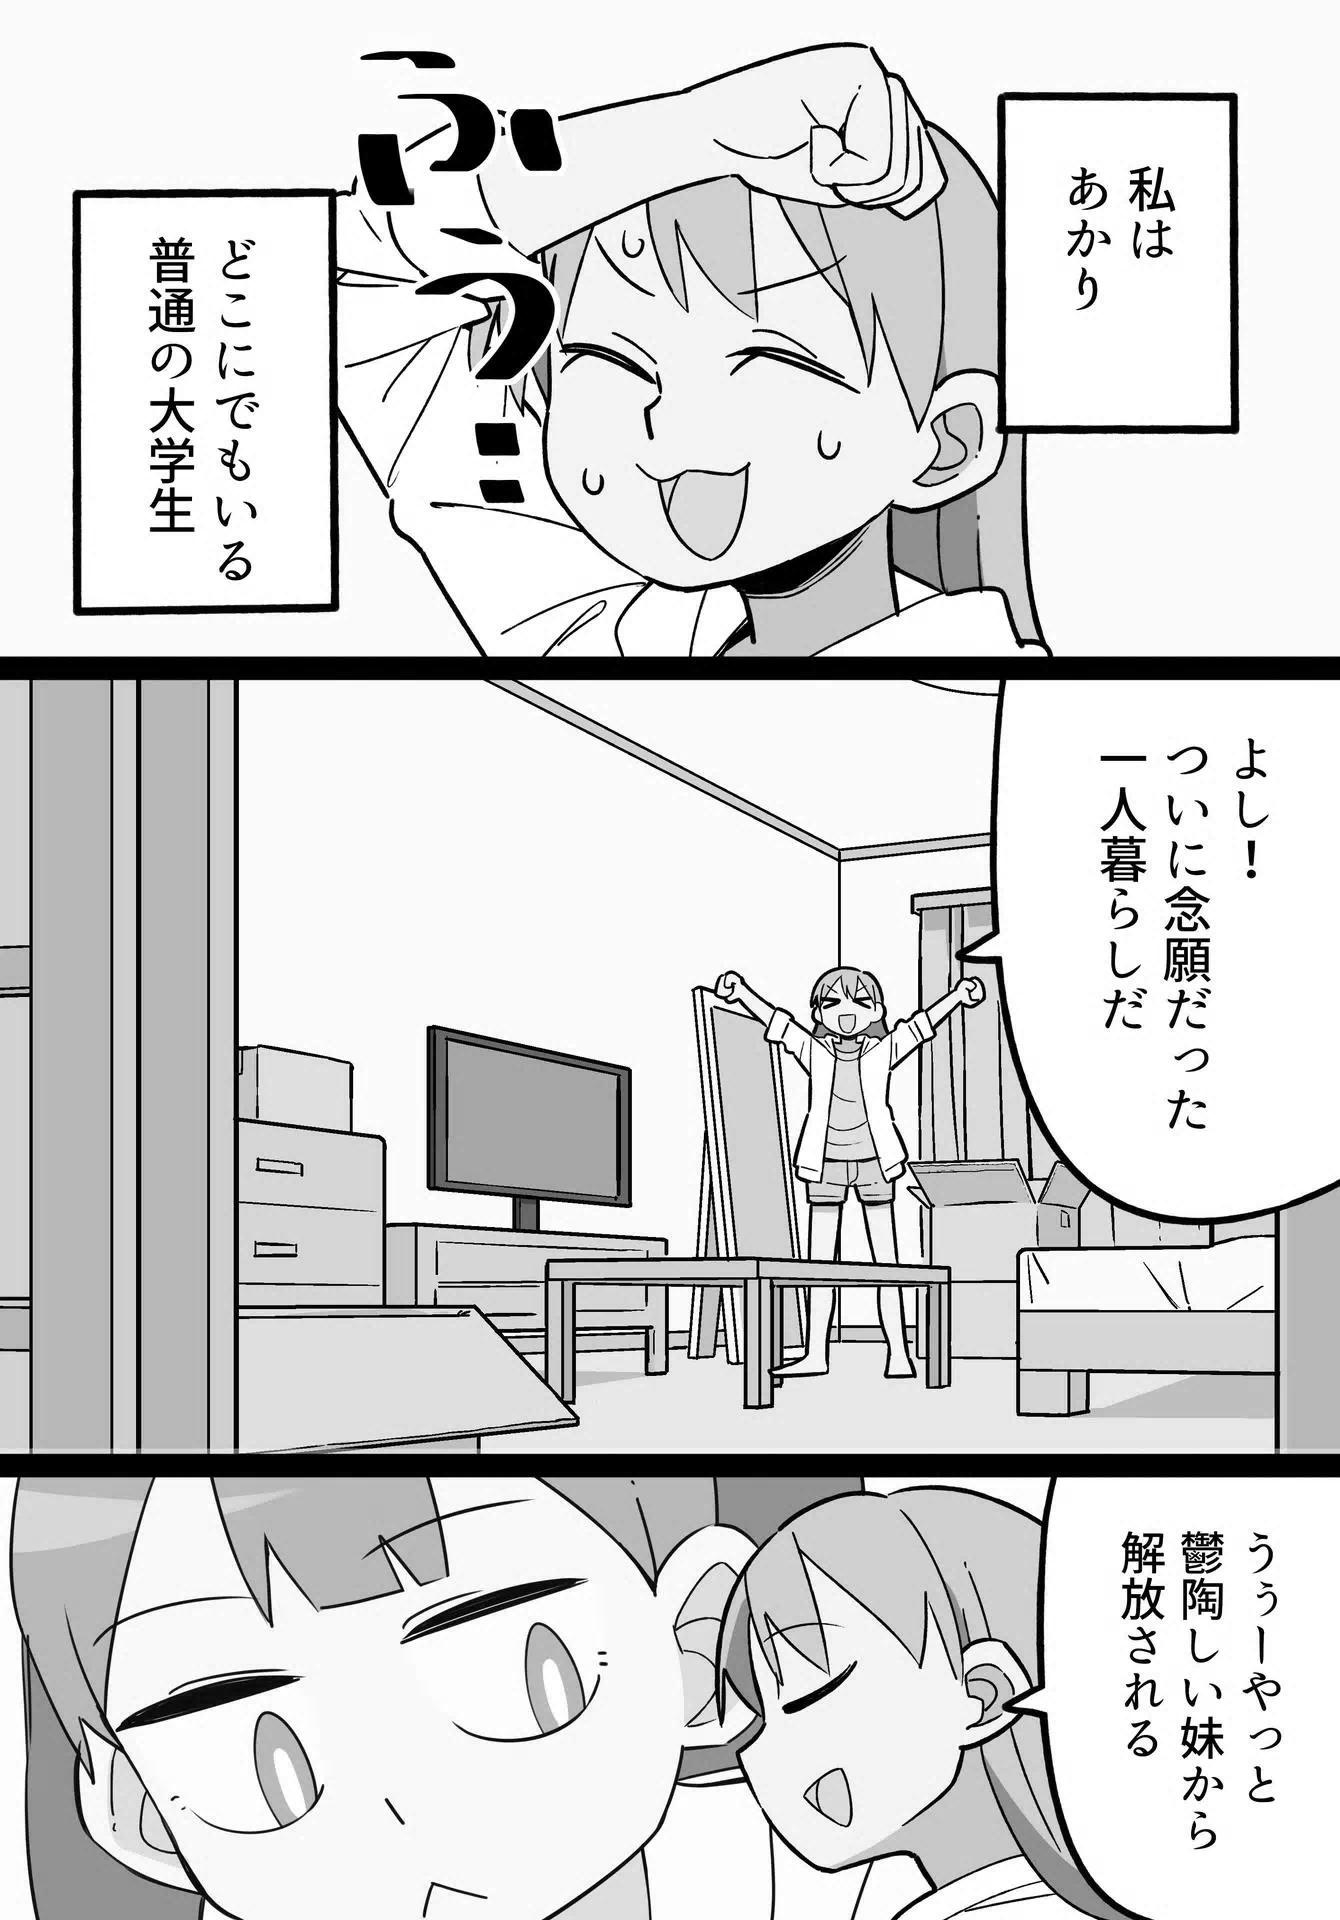 私は
あかり
ふぅ…
どこにでもいる
普通の大学生
よし！
ついに念願だった
一人暮らしだ
うぅーやっと
鬱陶しい妹から
解放される